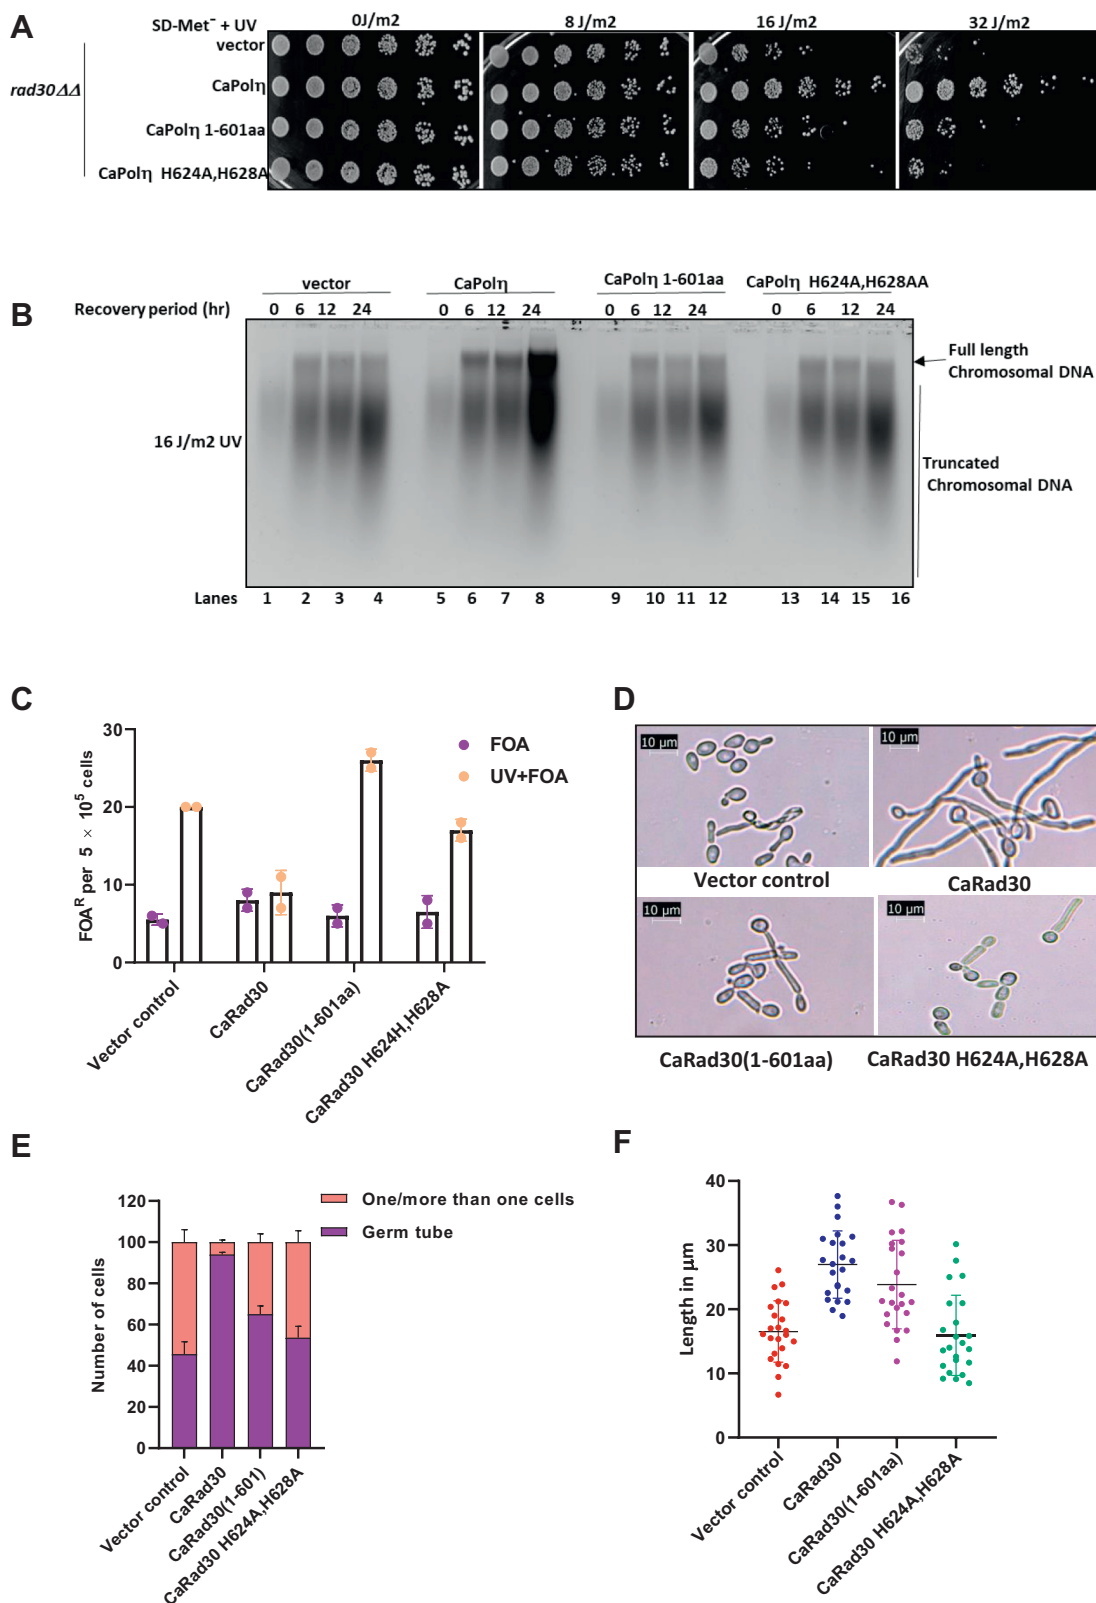 A
SD-Met⁻ + UV
0J/m2
8 J/m2
16 J/m2
32 J/m2
rad30ΔΔ
vector
CaPolη
CaPolη 1-601aa
CaPolη H624A,H628A
B
vector
CaPolη
CaPolη 1-601aa
CaPolη H624A,H628AA
Recovery period (hr)
0 6 12 24 0 6 12 24 0 6 12 24 0 6 12 24
16 J/m2 UV
Full length
Chromosomal DNA
Truncated
Chromosomal DNA
Lanes 1 2 3 4 5 6 7 8 9 10 11 12 13 14 15 16
C
FOAᴿ per 5 × 10⁵ cells
30
20
10
0
FOA
UV+FOA
Vector control
CaRad30
CaRad30(1-601aa)
CaRad30 H624H,H628A
D
10 µm
10 µm
Vector control
CaRad30
10 µm
10 µm
CaRad30(1-601aa)
CaRad30 H624A,H628A
E
Number of cells
120
100
80
60
40
20
0
One/more than one cells
Germ tube
Vector control
CaRad30
CaRad30(1-601)
CaRad30 H624A,H628A
F
Length in µm
40
30
20
10
0
Vector control
CaRad30
CaRad30(1-601aa)
CaRad30 H624A,H628A